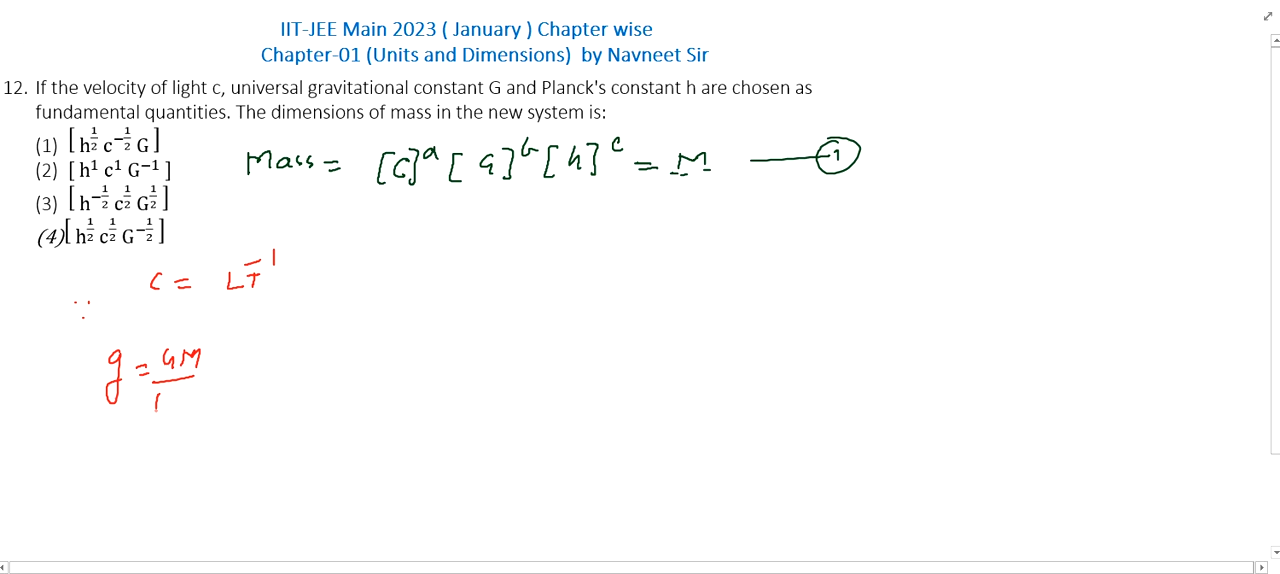 IIT-JEE Main 2023 ( January ) Chapter wise
Chapter-01 (Units and Dimensions) by Navneet Sir
12. If the velocity of light c, universal gravitational constant G and Planck's constant h are chosen as
fundamental quantities. The dimensions of mass in the new system is:
(1) [h^{1/2} c^{-1/2} G]
(2) [h¹ c¹ G⁻¹]
(3) [h^{-1/2} c^{1/2} G^{1/2}]
(4) [h^{1/2} c^{1/2} G^{-1/2}]
Mass = [C]^a [G]^b [h]^c = M — ①
∵ C = LT⁻¹
g = GM/